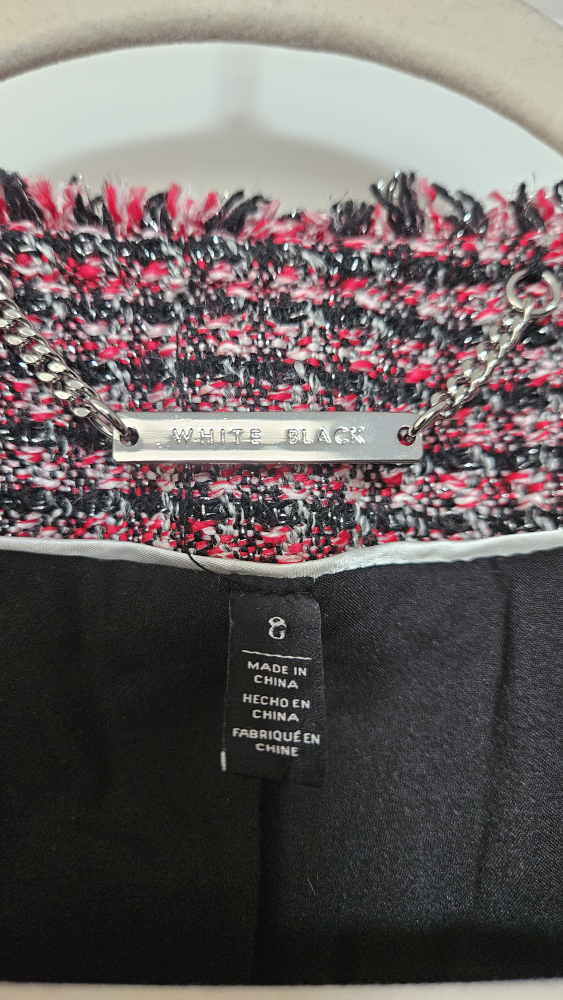 WHITE BLACK
8
MADE IN
CHINA
HECHO EN
CHINA
FABRIQUÉ EN
CHINE